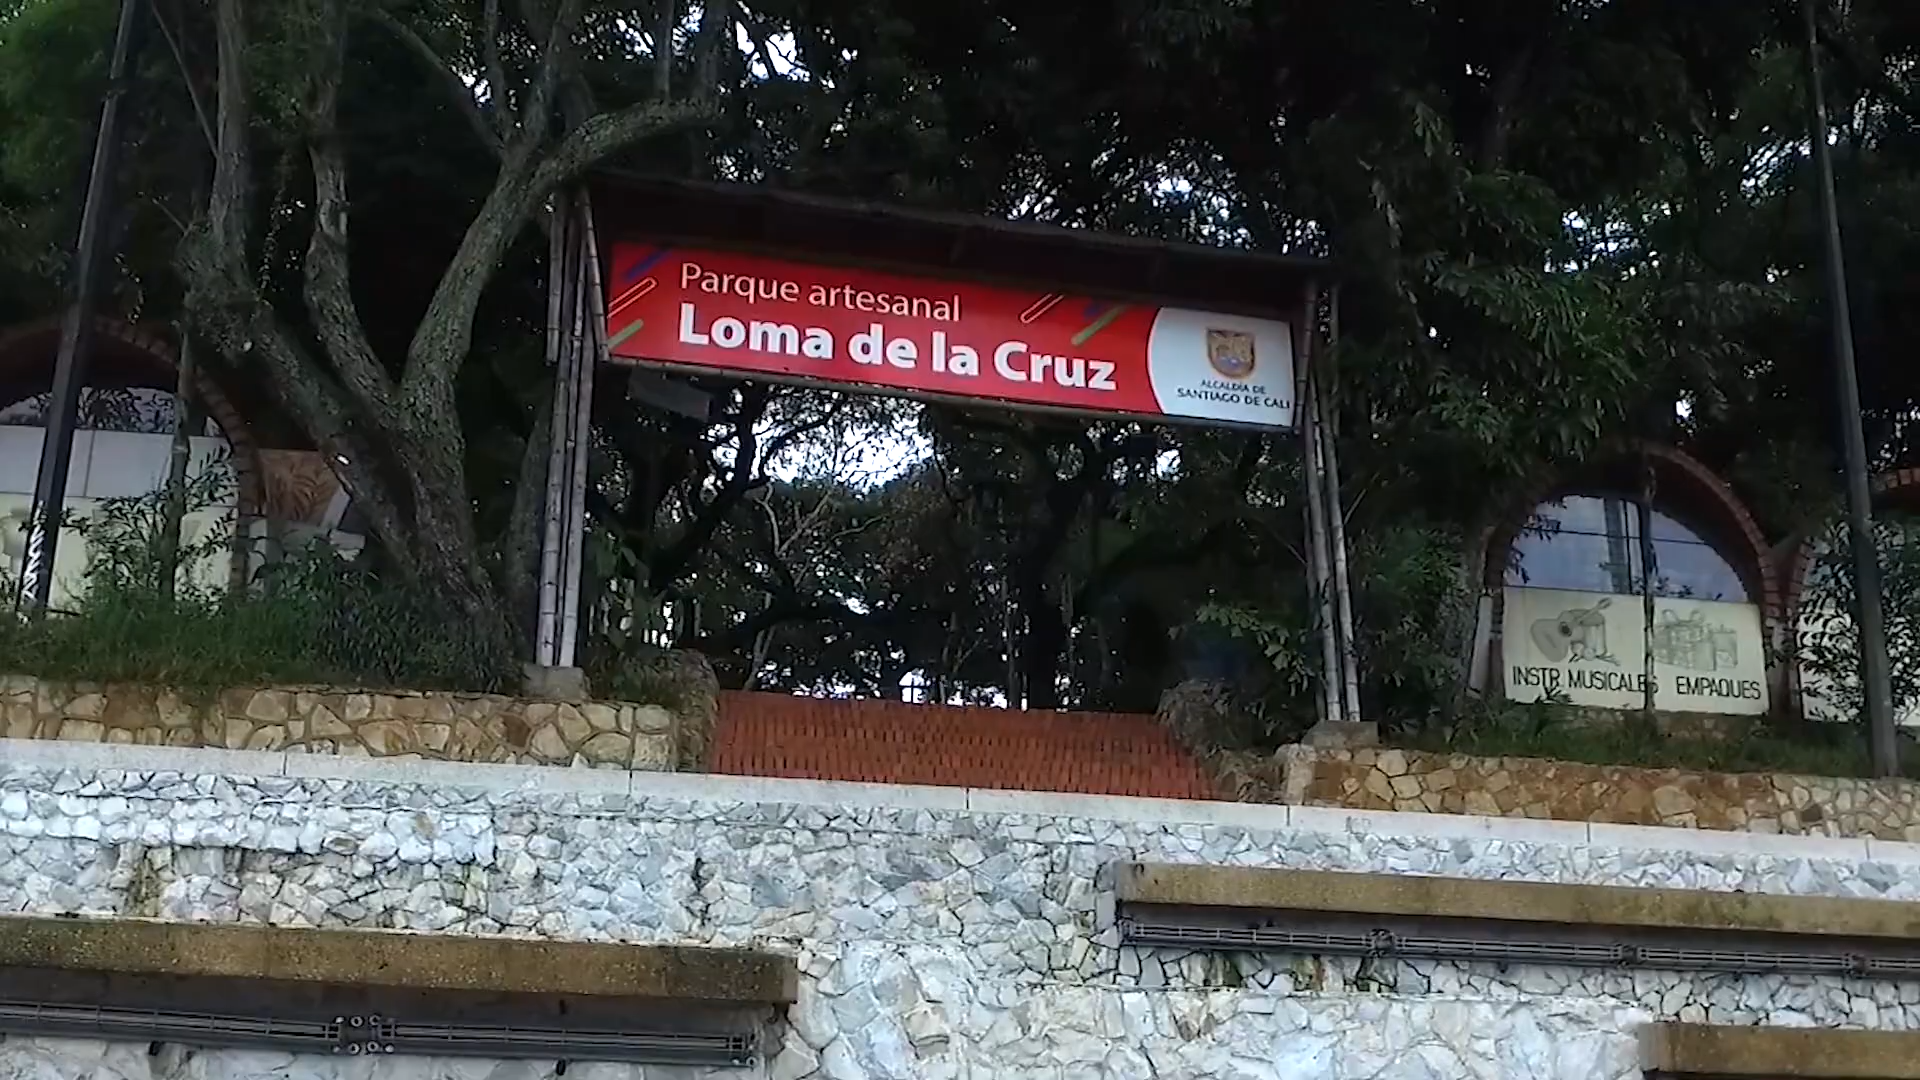 Parque artesanal
Loma de la Cruz
ALCALDÍA DE
SANTIAGO DE CALI
INSTR. MUSICALES EMPAQUES